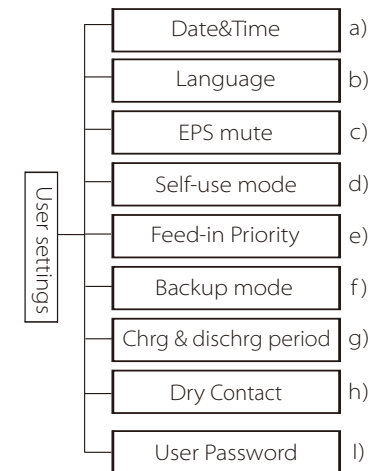 Date&Time a)
Language b)
EPS mute c)
Self-use mode d)
User settings
Feed-in Priority e)
Backup mode f)
Chrg & dischrg period g)
Dry Contact h)
User Password l)